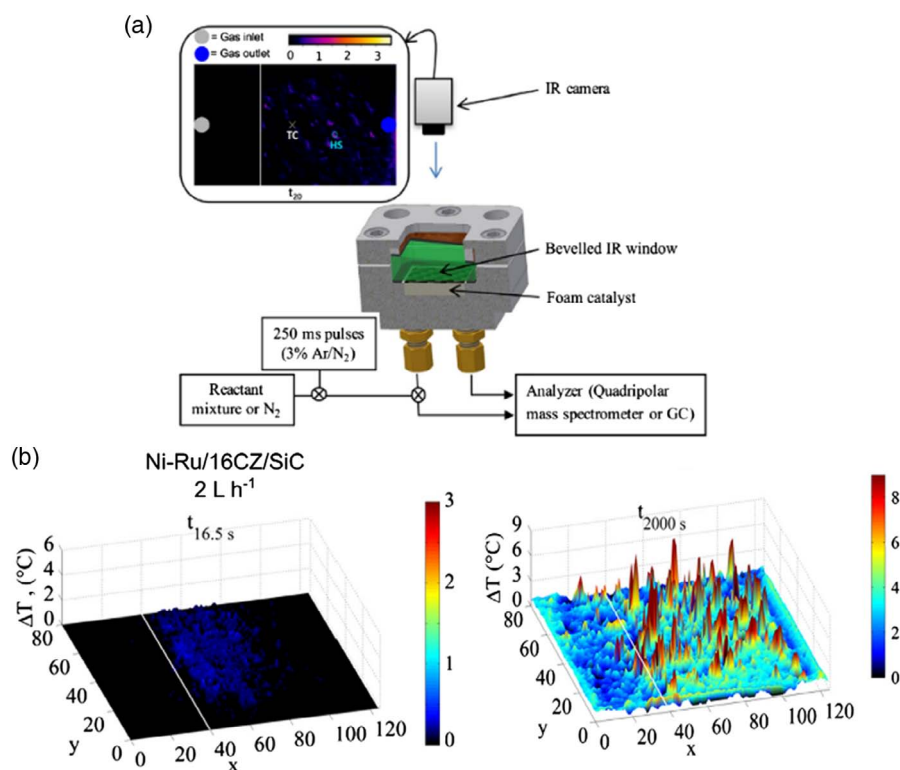 (a)
= Gas inlet
= Gas outlet
0 1 2 3
TC
HS
t20
IR camera
Bevelled IR window
Foam catalyst
250 ms pulses
(3% Ar/N2)
Reactant
mixture or N2
Analyzer (Quadripolar
mass spectrometer or GC)
(b)
Ni-Ru/16CZ/SiC
2 L h-1
t16.5 s
ΔT , (°C)
6
4
2
0
80
60
40
20
0
y
0 20 40 60 80 100 120
x
3
2
1
0
t2000 s
ΔT (°C)
9
6
3
0
80
60
40
20
0
y
0 20 40 60 80 100 120
x
8
6
4
2
0